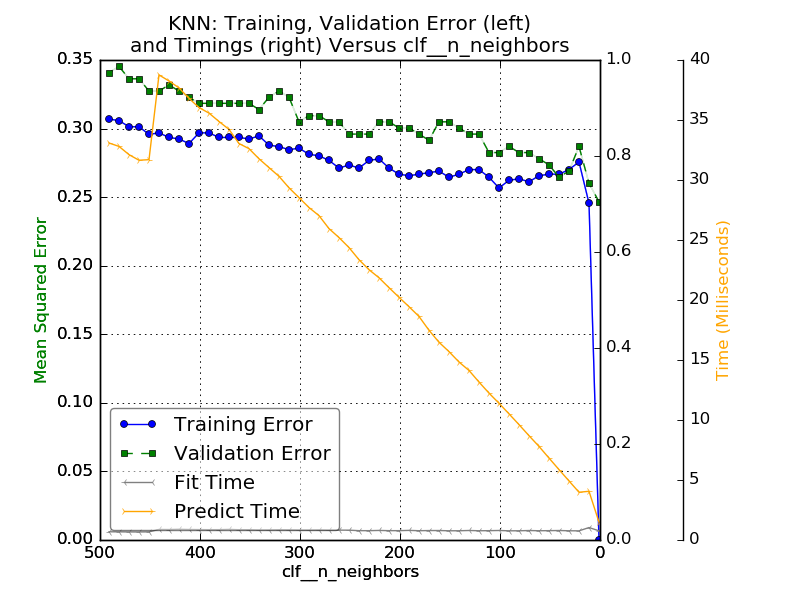 KNN: Training, Validation Error (left)
and Timings (right) Versus clf__n_neighbors
0.35
0.30
0.25
0.20
0.15
0.10
0.05
0.00
Mean Squared Error
1.0
0.8
0.6
0.4
0.2
0.0
40
35
30
25
20
15
10
5
0
Time (Milliseconds)
Training Error
Validation Error
Fit Time
Predict Time
500 400 300 200 100 0
clf__n_neighbors